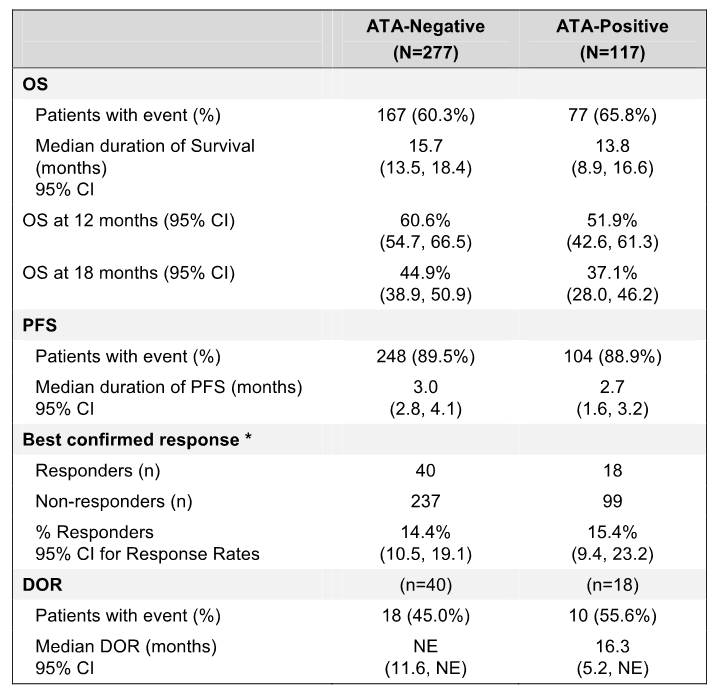 ATA-Negative ATA-Positive
(N=277) (N=117)
OS
Patients with event (%) 167 (60.3%) 77 (65.8%)
Median duration of Survival 15.7 13.8
(months) (13.5, 18.4) (8.9, 16.6)
95% CI
OS at 12 months (95% CI) 60.6% 51.9%
(54.7, 66.5) (42.6, 61.3)
OS at 18 months (95% CI) 44.9% 37.1%
(38.9, 50.9) (28.0, 46.2)
PFS
Patients with event (%) 248 (89.5%) 104 (88.9%)
Median duration of PFS (months) 3.0 2.7
95% CI (2.8, 4.1) (1.6, 3.2)
Best confirmed response *
Responders (n) 40 18
Non-responders (n) 237 99
% Responders 14.4% 15.4%
95% CI for Response Rates (10.5, 19.1) (9.4, 23.2)
DOR (n=40) (n=18)
Patients with event (%) 18 (45.0%) 10 (55.6%)
Median DOR (months) NE 16.3
95% CI (11.6, NE) (5.2, NE)